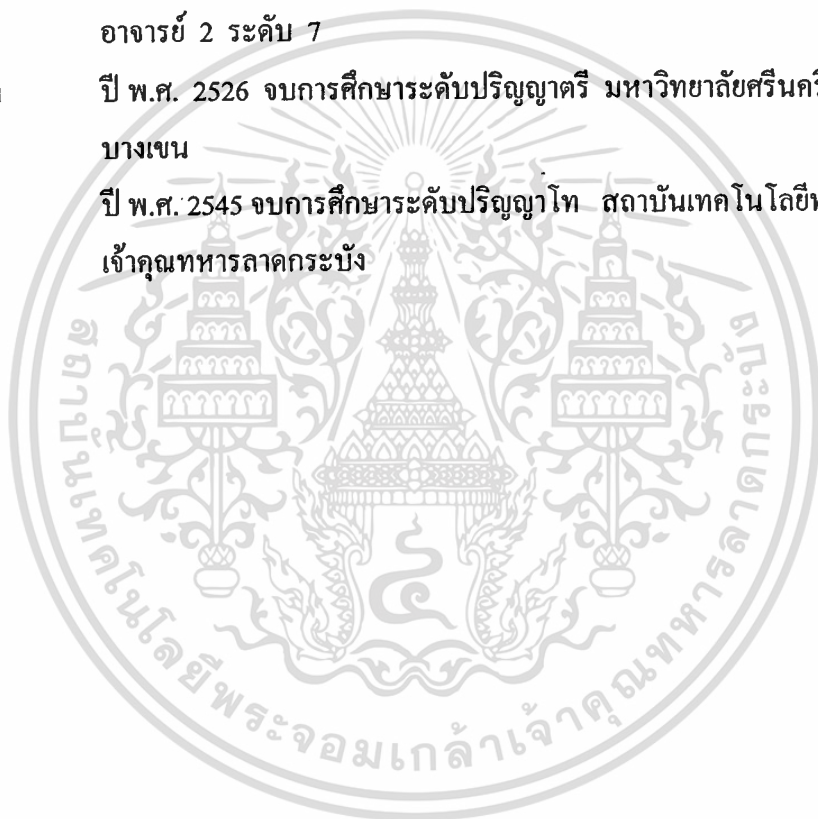 อาจารย์ 2 ระดับ 7
ปี พ.ศ. 2526 จบการศึกษาระดับปริญญาตรี มหาวิทยาลัยศรีนคริ
บางเขน
ปี พ.ศ. 2545 จบการศึกษาระดับปริญญาโท สถาบันเทคโนโลยีพ
เจ้าคุณทหารลาดกระบัง
สถาบันเทคโนโลยีพระจอมเกล้าเจ้าคุณทหารลาดกระบัง
๔